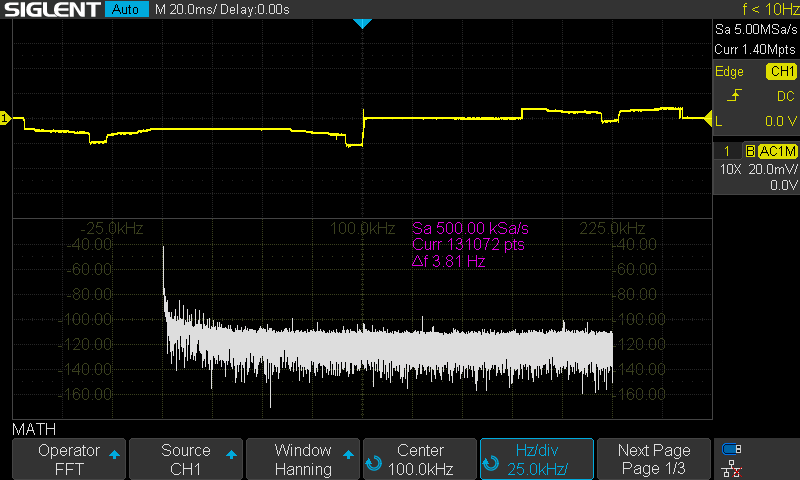 SIGLENT Auto M 20.0ms/ Delay:0.00s f < 10Hz
Sa 5.00MSa/s
Curr 1.40Mpts
Edge CH1
DC
L 0.0 V
1 B AC1M
10X 20.0mV/
0.0V
1
-25.0kHz 100.0kHz 225.0kHz
Sa 500.00 kSa/s
Curr 131072 pts
Δf 3.81 Hz
-40.00 -40.00
-60.00 -60.00
-80.00 -80.00
-100.00 -100.00
-120.00 -120.00
-140.00 -140.00
-160.00 -160.00
MATH
Operator Source Window Center Hz/div Next Page
FFT CH1 Hanning 100.0kHz 25.0kHz/ Page 1/3